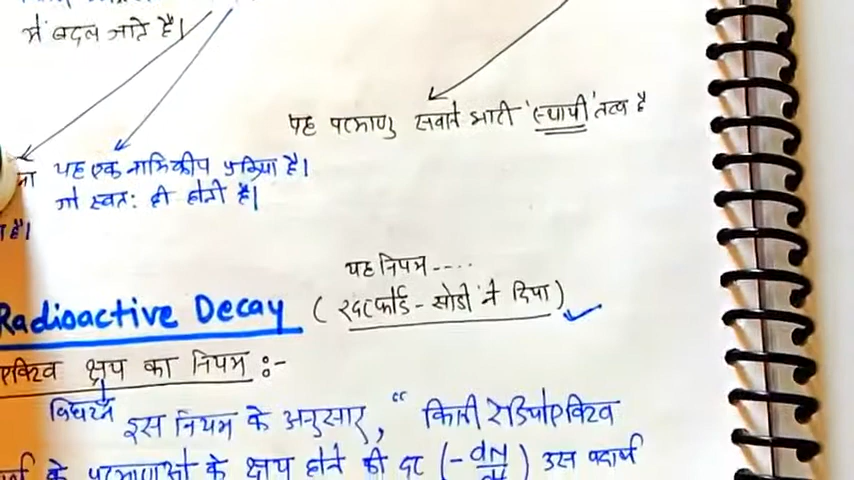 में बदल जाते है।
यह परमाणु सबसे भारी 'स्थायी' तत्व है
यह एक नाभिकीय प्रक्रिया है।
जो स्वतः ही होती है।
त है।
यह नियम----
Radioactive Decay (रदरफोर्ड - सोडी ने दिया)
एक्टिव क्षय का नियम :-
विघटन
इस नियम के अनुसार, “ किसी रेडियोएक्टिव
के परमाणुओं के क्षय होने की दर (-dN/dt) उस पदार्थ